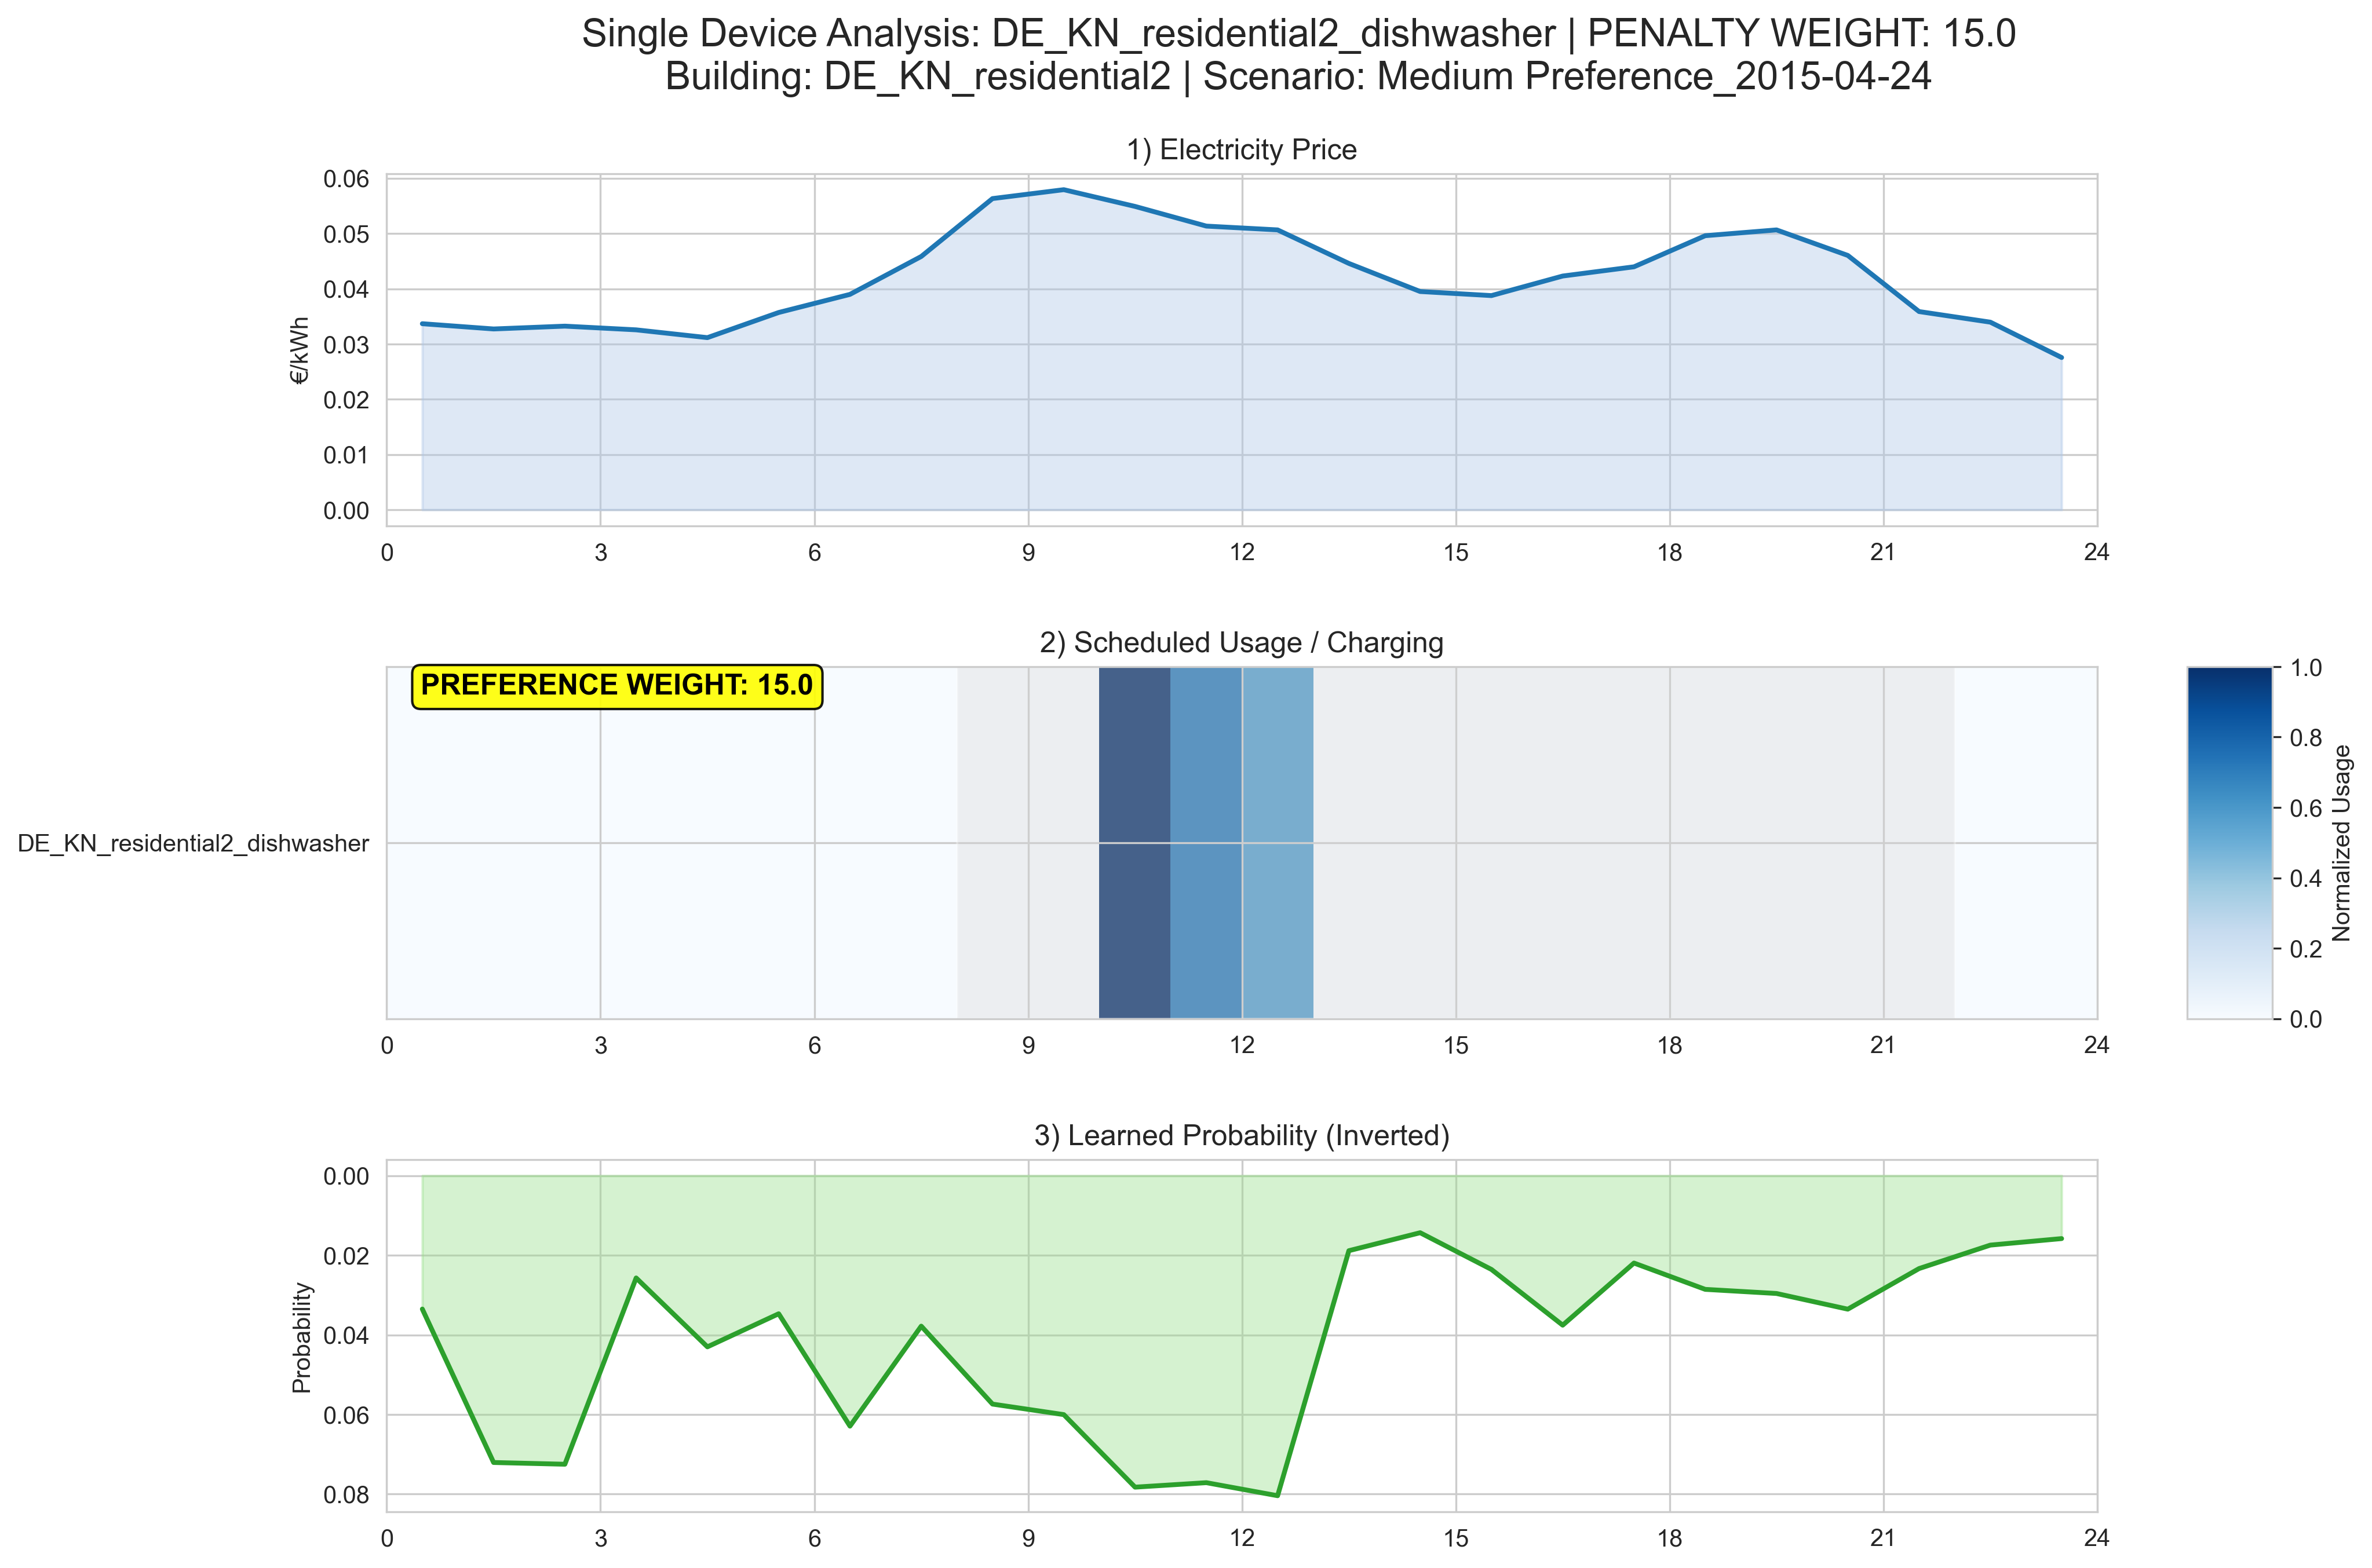 Single Device Analysis: DE_KN_residential2_dishwasher | PENALTY WEIGHT: 15.0
Building: DE_KN_residential2 | Scenario: Medium Preference_2015-04-24
1) Electricity Price
€/kWh
0.06
0.05
0.04
0.03
0.02
0.01
0.00
0 3 6 9 12 15 18 21 24
2) Scheduled Usage / Charging
PREFERENCE WEIGHT: 15.0
DE_KN_residential2_dishwasher
0 3 6 9 12 15 18 21 24
1.0
0.8
0.6
0.4
0.2
0.0
Normalized Usage
3) Learned Probability (Inverted)
Probability
0.00
0.02
0.04
0.06
0.08
0 3 6 9 12 15 18 21 24